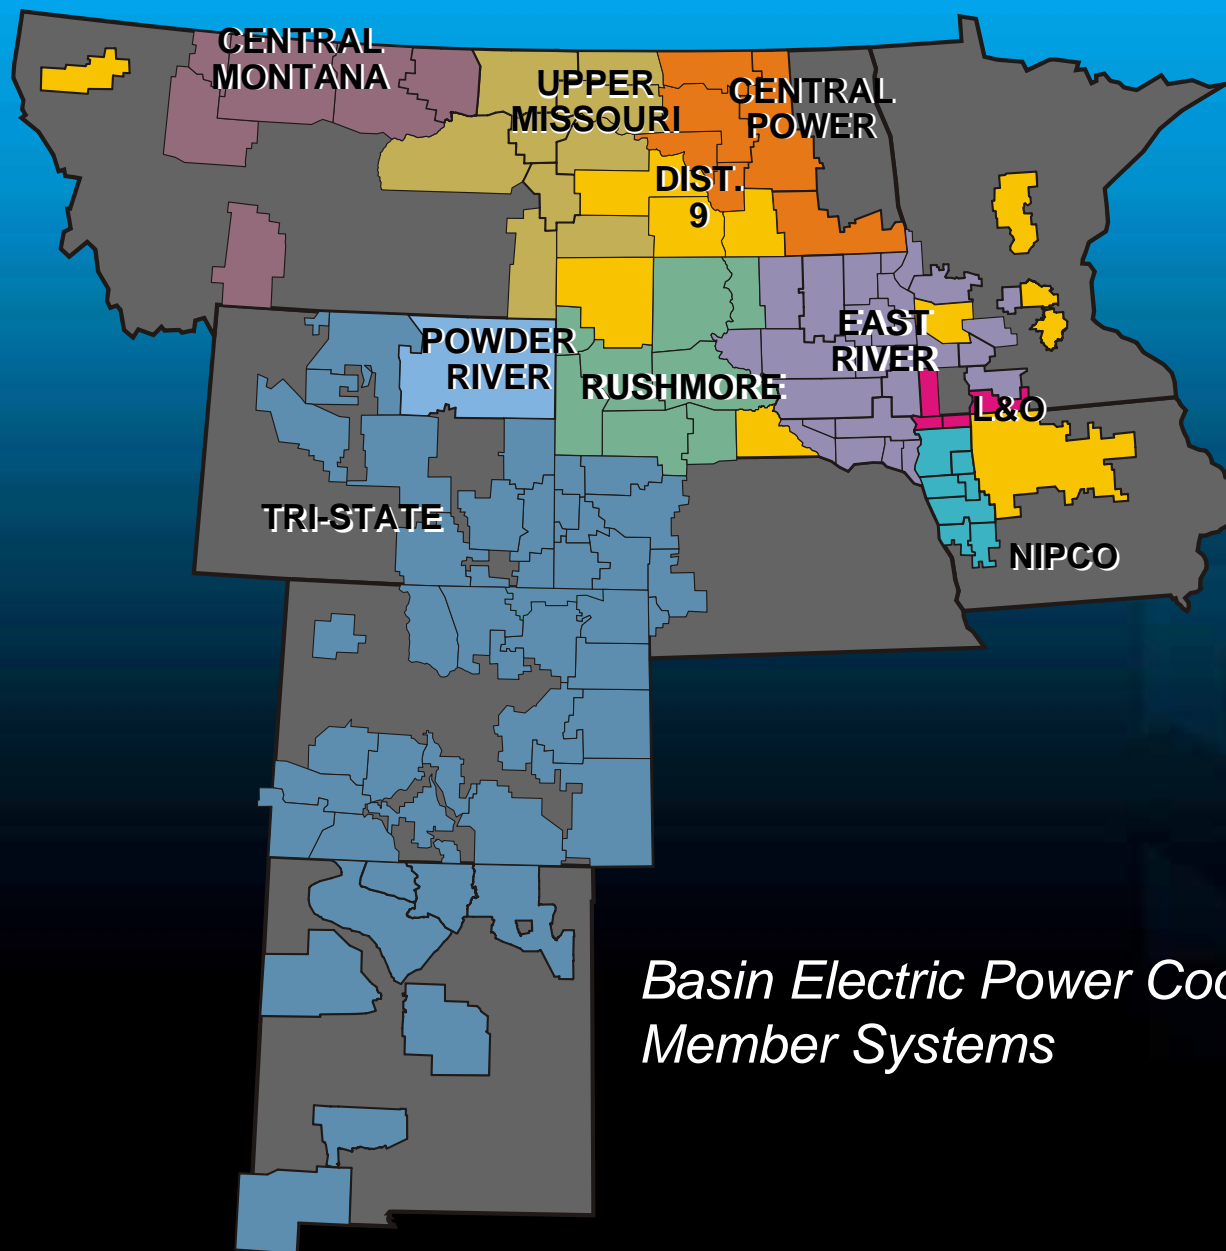 CENTRAL
MONTANA
UPPER
MISSOURI
CENTRAL
POWER
DIST.
9
POWDER
RIVER
EAST
RIVER
RUSHMORE
L&O
TRI-STATE
NIPCO
Basin Electric Power
Member Systems